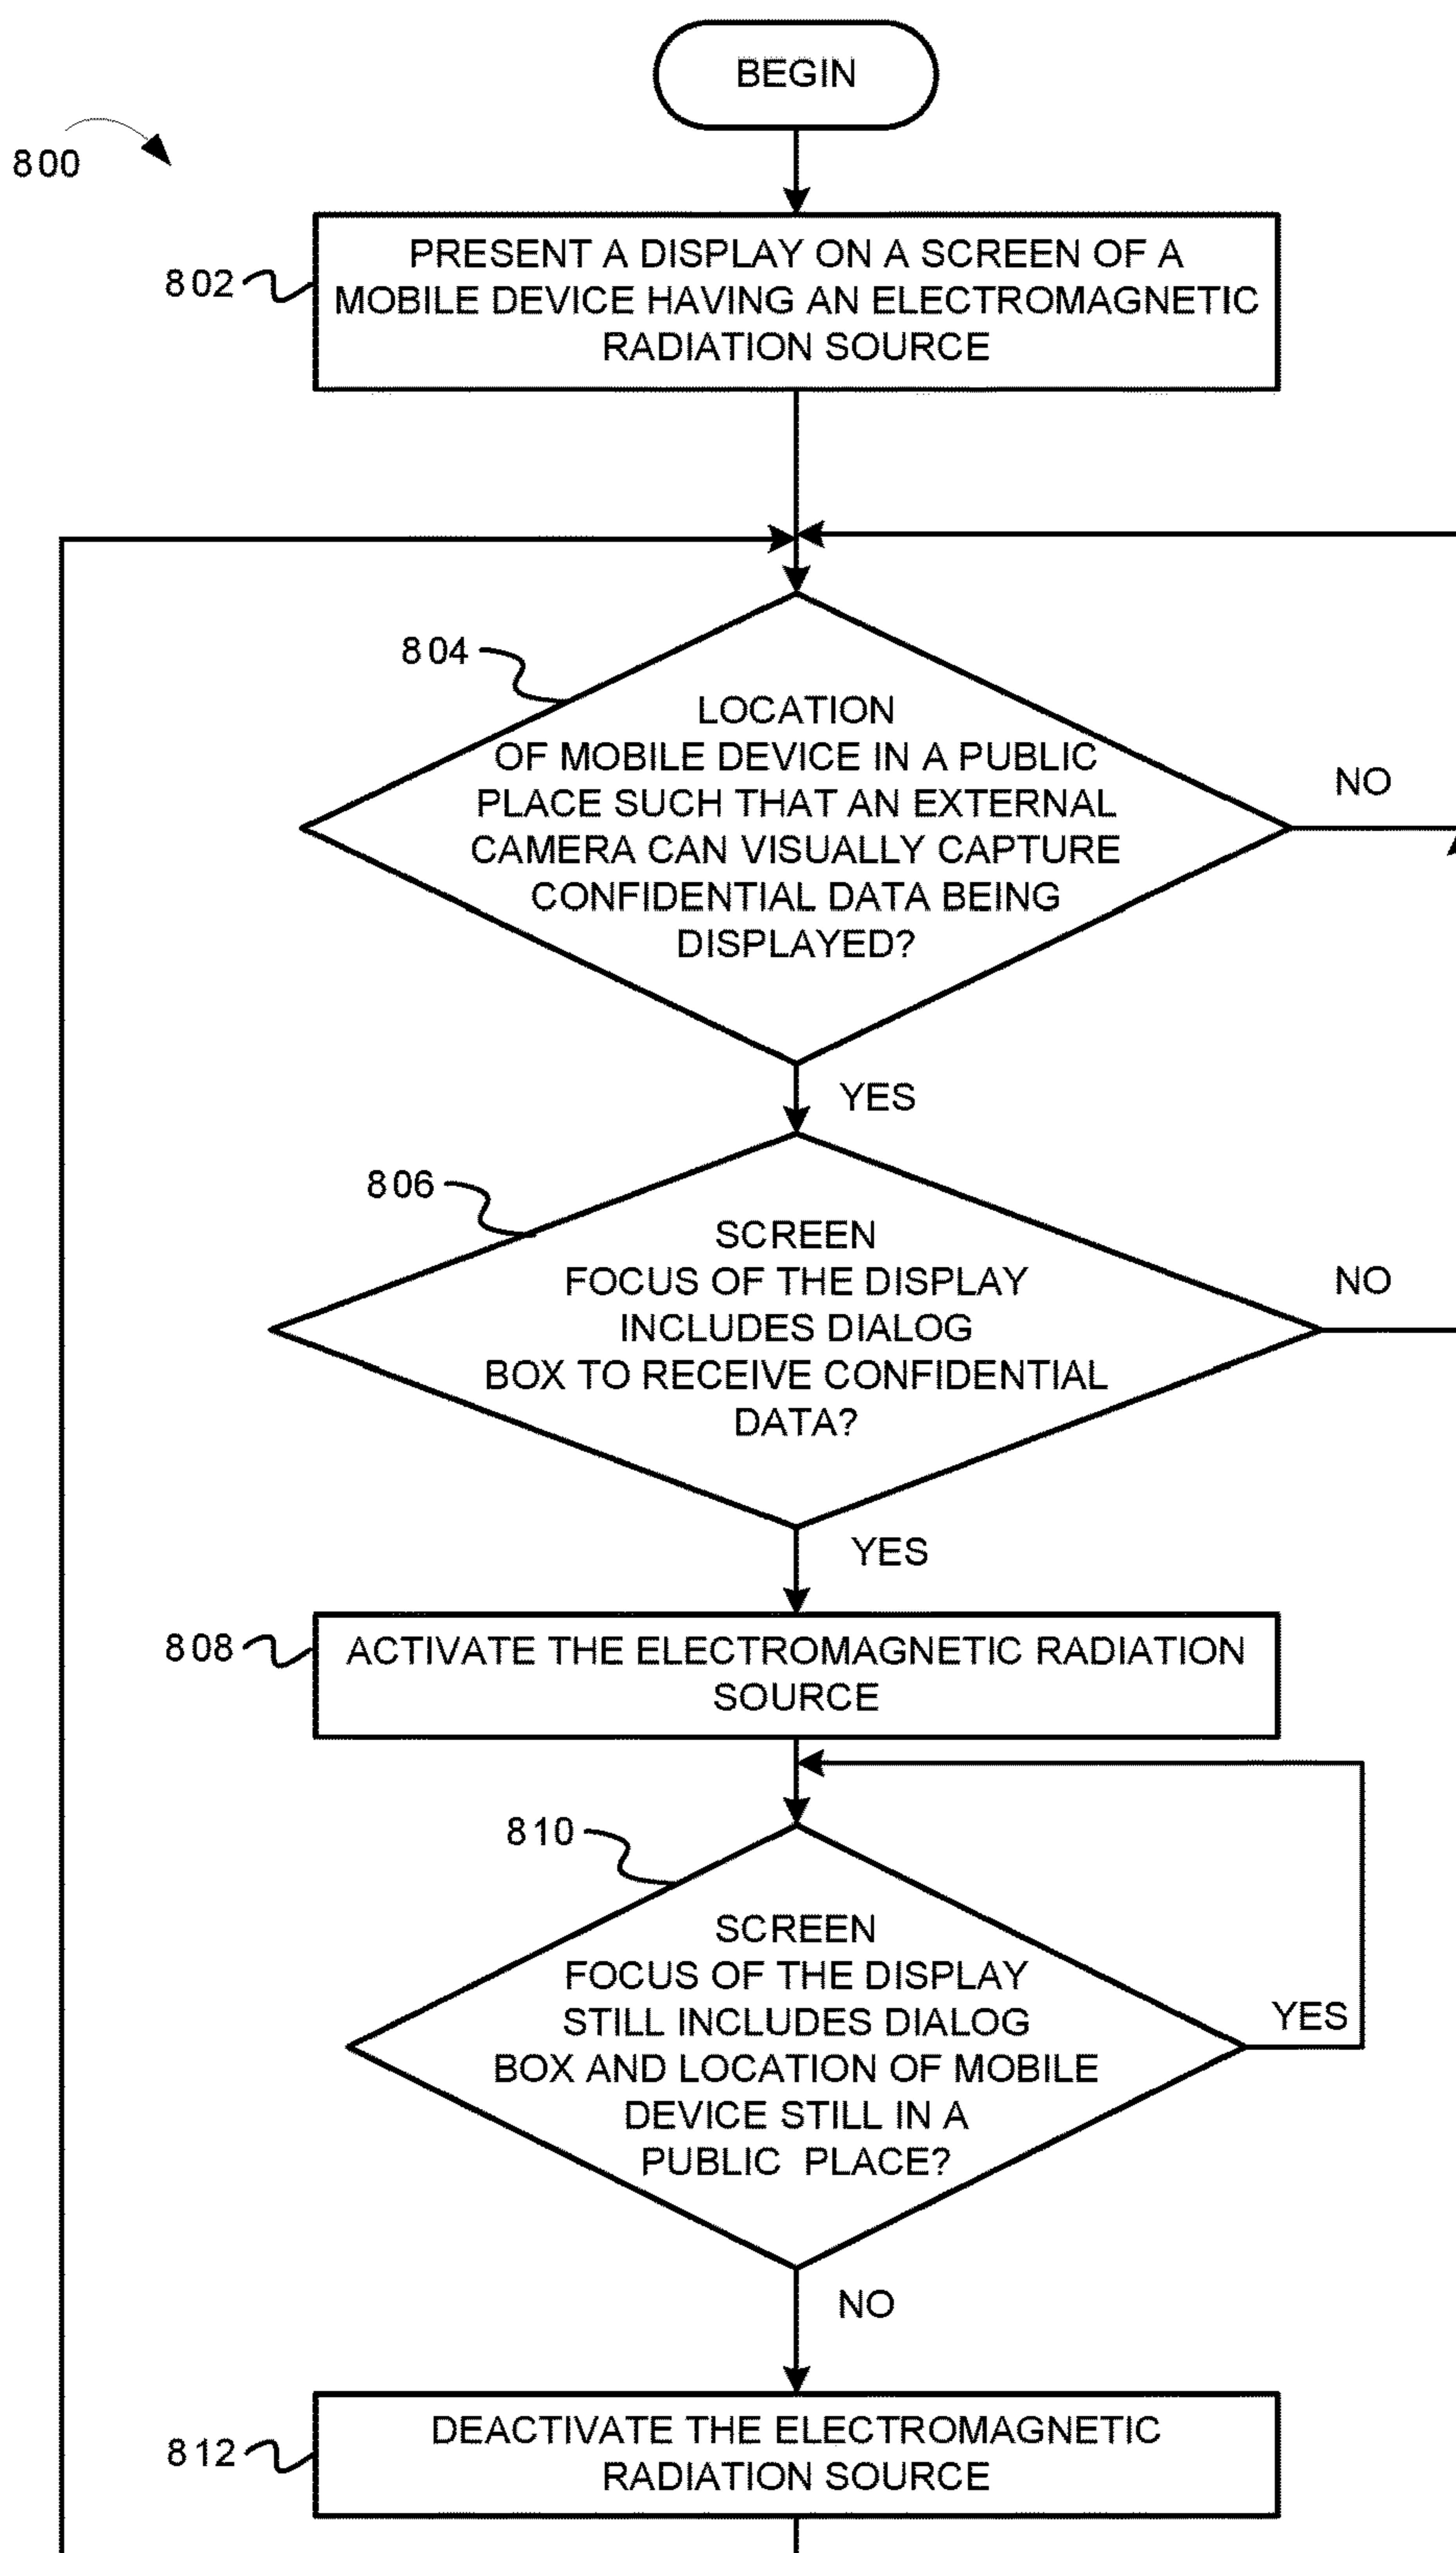 BEGIN
800
802
PRESENT A DISPLAY ON A SCREEN OF A
MOBILE DEVICE HAVING AN ELECTROMAGNETIC
RADIATION SOURCE
804
LOCATION
OF MOBILE DEVICE IN A PUBLIC
PLACE SUCH THAT AN EXTERNAL
CAMERA CAN VISUALLY CAPTURE
CONFIDENTIAL DATA BEING
DISPLAYED?
NO
YES
806
SCREEN
FOCUS OF THE DISPLAY
INCLUDES DIALOG
BOX TO RECEIVE CONFIDENTIAL
DATA?
NO
YES
808
ACTIVATE THE ELECTROMAGNETIC RADIATION
SOURCE
810
SCREEN
FOCUS OF THE DISPLAY
STILL INCLUDES DIALOG
BOX AND LOCATION OF MOBILE
DEVICE STILL IN A
PUBLIC PLACE?
YES
NO
812
DEACTIVATE THE ELECTROMAGNETIC
RADIATION SOURCE